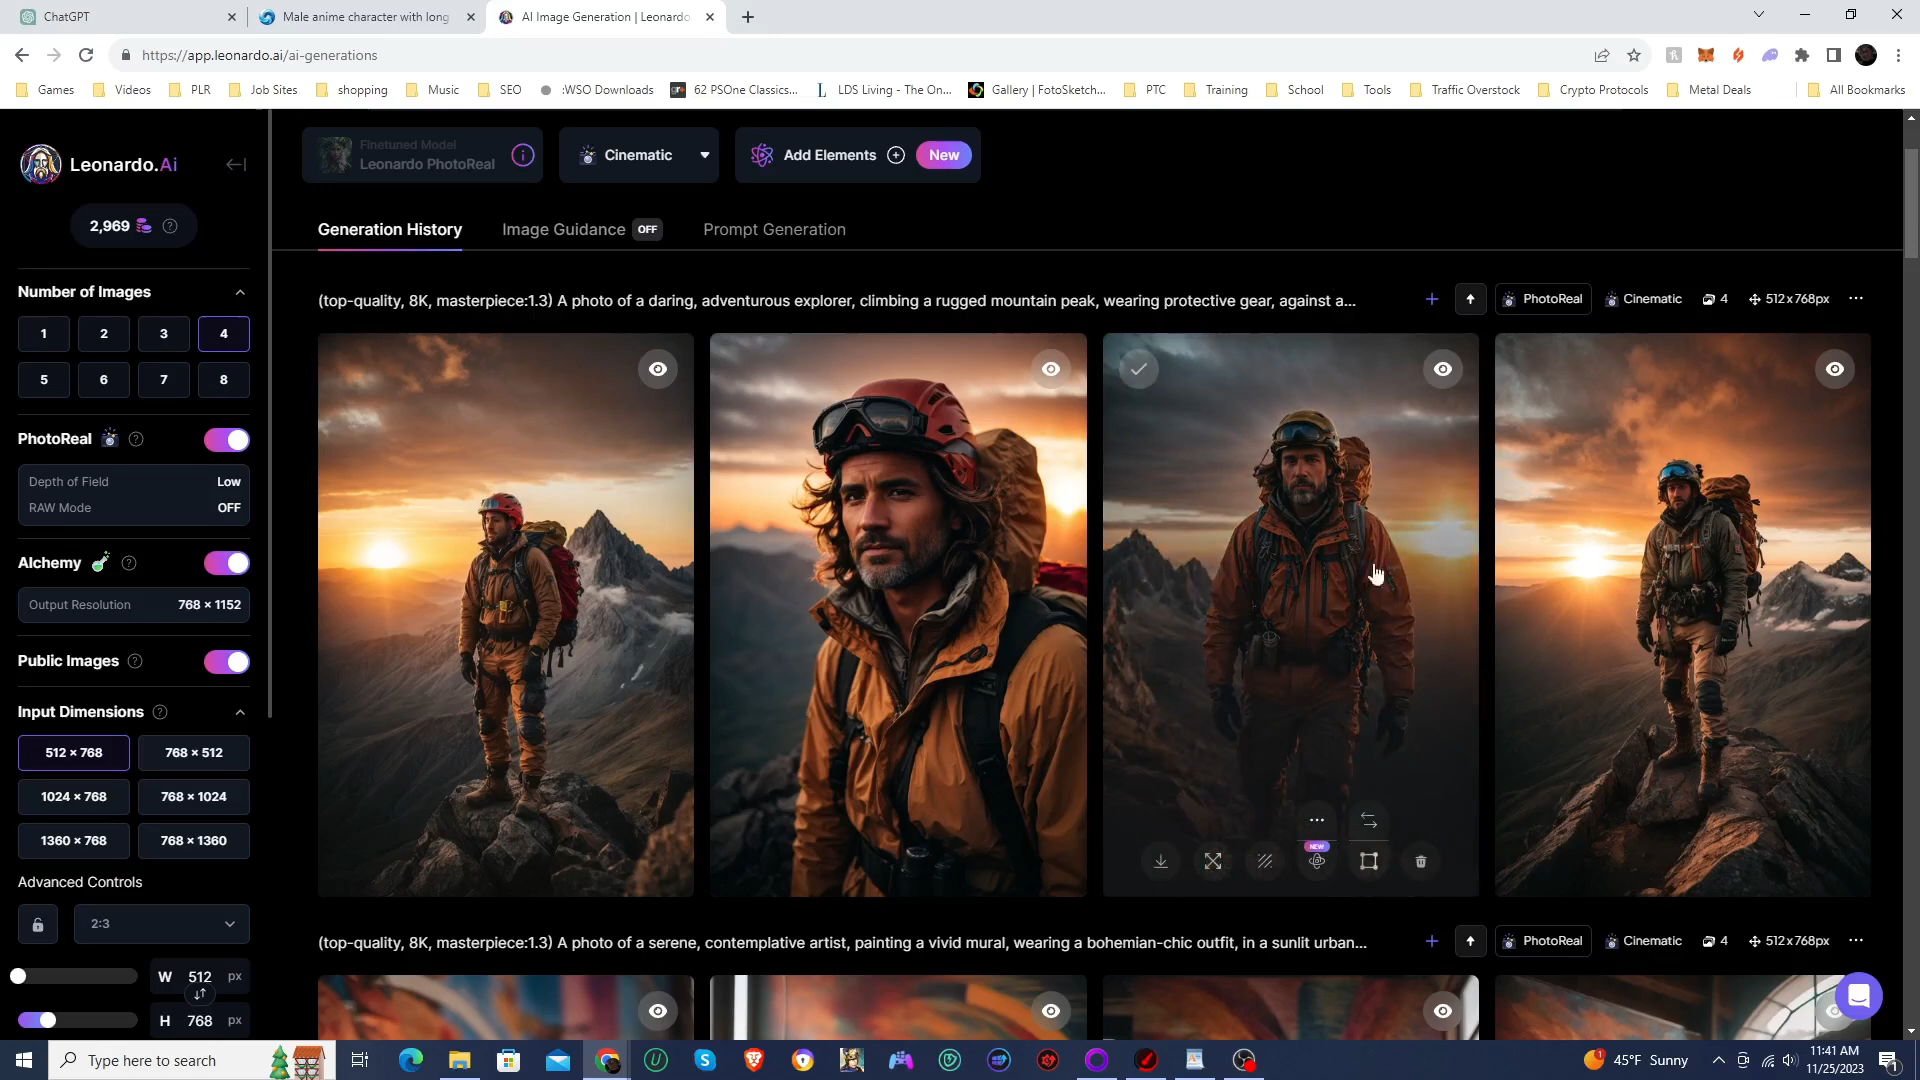 ChatGPT
Male anime character with long
AI Image Generation | Leonardo
https://app.leonardo.ai/ai-generations
Games
Videos
PLR
Job Sites
shopping
Music
SEO
:WSO Downloads
62 PSOne Classics...
LDS Living - The On...
Gallery | FotoSketch...
PTC
Training
School
Tools
Traffic Overstock
Crypto Protocols
Metal Deals
All Bookmarks
Leonardo.Ai
2,969
Number of Images
1 2 3 4
5 6 7 8
PhotoReal
Depth of Field Low
RAW Mode OFF
Alchemy
Output Resolution 768 × 1152
Public Images
Input Dimensions
512 × 768 768 × 512
1024 × 768 768 × 1024
1360 × 768 768 × 1360
Advanced Controls
2:3
W 512 px
H 768 px
Finetuned Model
Leonardo PhotoReal
Cinematic
Add Elements
New
Generation History
Image Guidance OFF
Prompt Generation
(top-quality, 8K, masterpiece:1.3) A photo of a daring, adventurous explorer, climbing a rugged mountain peak, wearing protective gear, against a...
PhotoReal
Cinematic
4
512x768px
NEW
(top-quality, 8K, masterpiece:1.3) A photo of a serene, contemplative artist, painting a vivid mural, wearing a bohemian-chic outfit, in a sunlit urban...
PhotoReal
Cinematic
4
512x768px
Type here to search
45°F Sunny
11:41 AM
11/25/2023